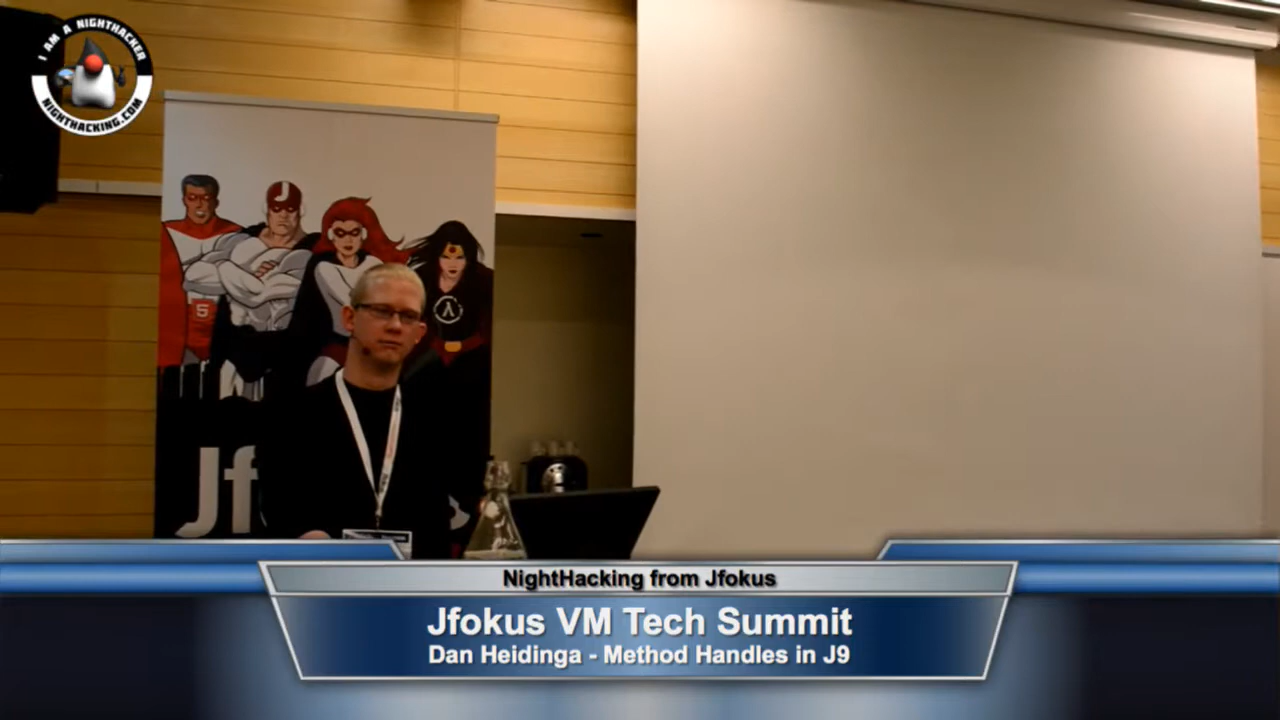 I AM A NIGHTHACKER
NIGHTHACKING.COM
J
5
λ
Jf
NightHacking from Jfokus
Jfokus VM Tech Summit
Dan Heidinga - Method Handles in J9